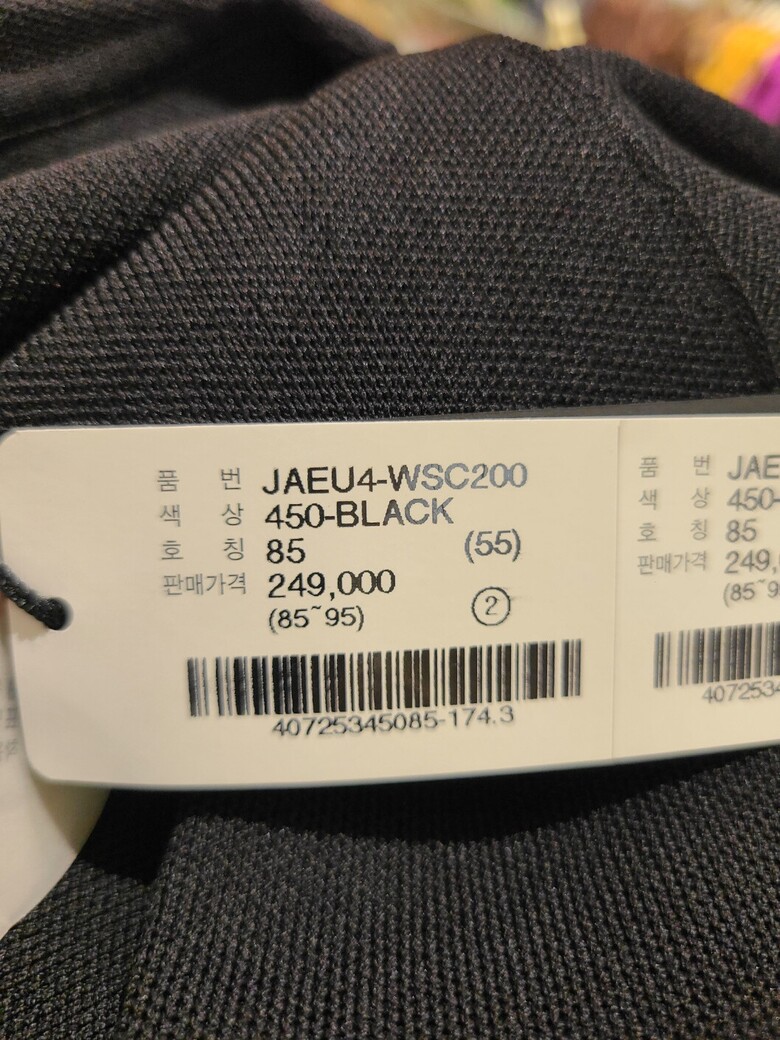 품 번 JAEU4-WSC200
색 상 450-BLACK
호 칭 85 (55)
판매가격 249,000
(85~95) ②
40725345085-174.3
품 번 JAE
색 상 450-
호 칭 85
판매가격 249,
(85~9
4072534